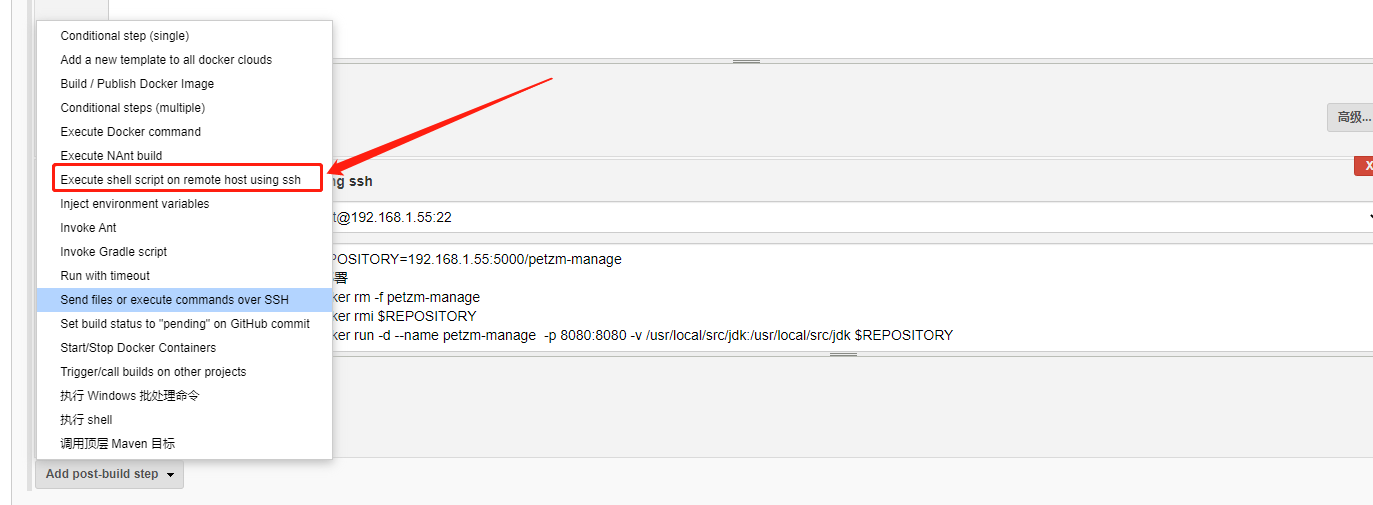 Conditional step (single)
Add a new template to all docker clouds
Build / Publish Docker Image
Conditional steps (multiple)
Execute Docker command
Execute NAnt build
Execute shell script on remote host using ssh
Inject environment variables
Invoke Ant
Invoke Gradle script
Run with timeout
Send files or execute commands over SSH
Set build status to "pending" on GitHub commit
Start/Stop Docker Containers
Trigger/call builds on other projects
执行 Windows 批处理命令
执行 shell
调用顶层 Maven 目标
Add post-build step
高级...
X
ng ssh
t@192.168.1.55:22
POSITORY=192.168.1.55:5000/petzm-manage
署
ker rm -f petzm-manage
ker rmi $REPOSITORY
ker run -d --name petzm-manage -p 8080:8080 -v /usr/local/src/jdk:/usr/local/src/jdk $REPOSITORY